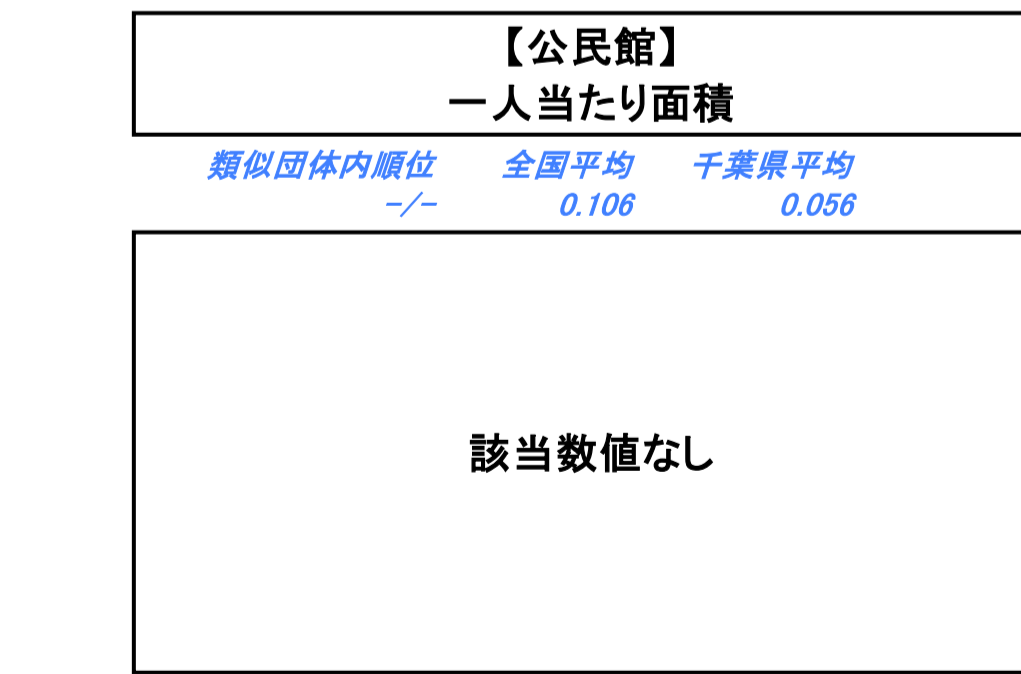 【公民館】
一人当たり面積
類似団体内順位 全国平均 千葉県平均
-/- 0.106 0.056
該当数値なし